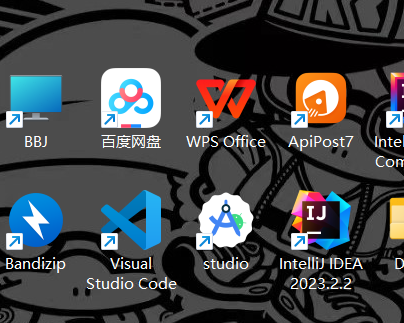 BBJ
百度网盘
WPS Office
ApiPost7
Inte
Com
Bandizip
Visual
Studio Code
studio
IJ
IntelliJ IDEA
2023.2.2
D